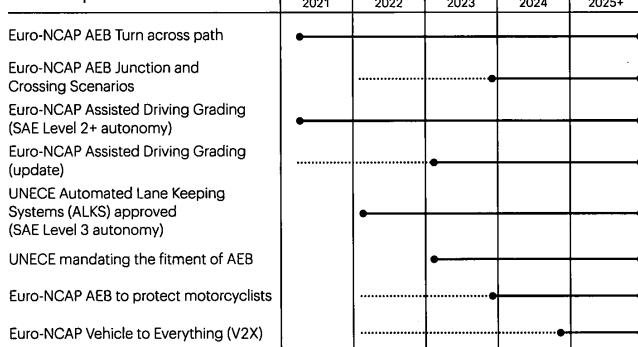 2021 2022 2023 2024 2025+
Euro-NCAP AEB Turn across path
Euro-NCAP AEB Junction and
Crossing Scenarios
Euro-NCAP Assisted Driving Grading
(SAE Level 2+ autonomy)
Euro-NCAP Assisted Driving Grading
(update)
UNECE Automated Lane Keeping
Systems (ALKS) approved
(SAE Level 3 autonomy)
UNECE mandating the fitment of AEB
Euro-NCAP AEB to protect motorcyclists
Euro-NCAP Vehicle to Everything (V2X)